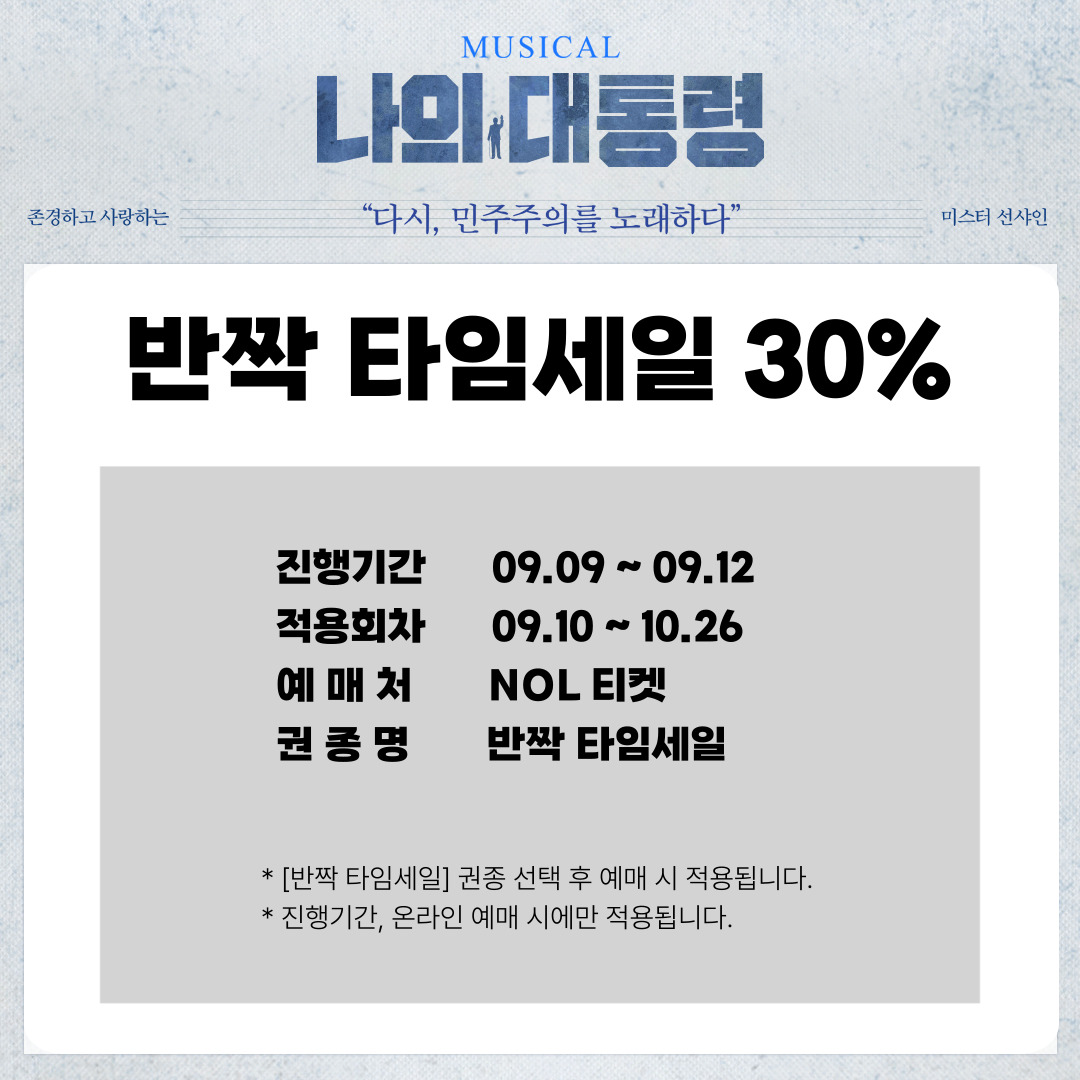 MUSICAL
나의 대통령
존경하고 사랑하는 “다시, 민주주의를 노래하다” 미스터 선샤인
반짝 타임세일 30%
진행기간 09.09 ~ 09.12
적용회차 09.10 ~ 10.26
예 매 처 NOL 티켓
권 종 명 반짝 타임세일
* [반짝 타임세일] 권종 선택 후 예매 시 적용됩니다.
* 진행기간, 온라인 예매 시에만 적용됩니다.